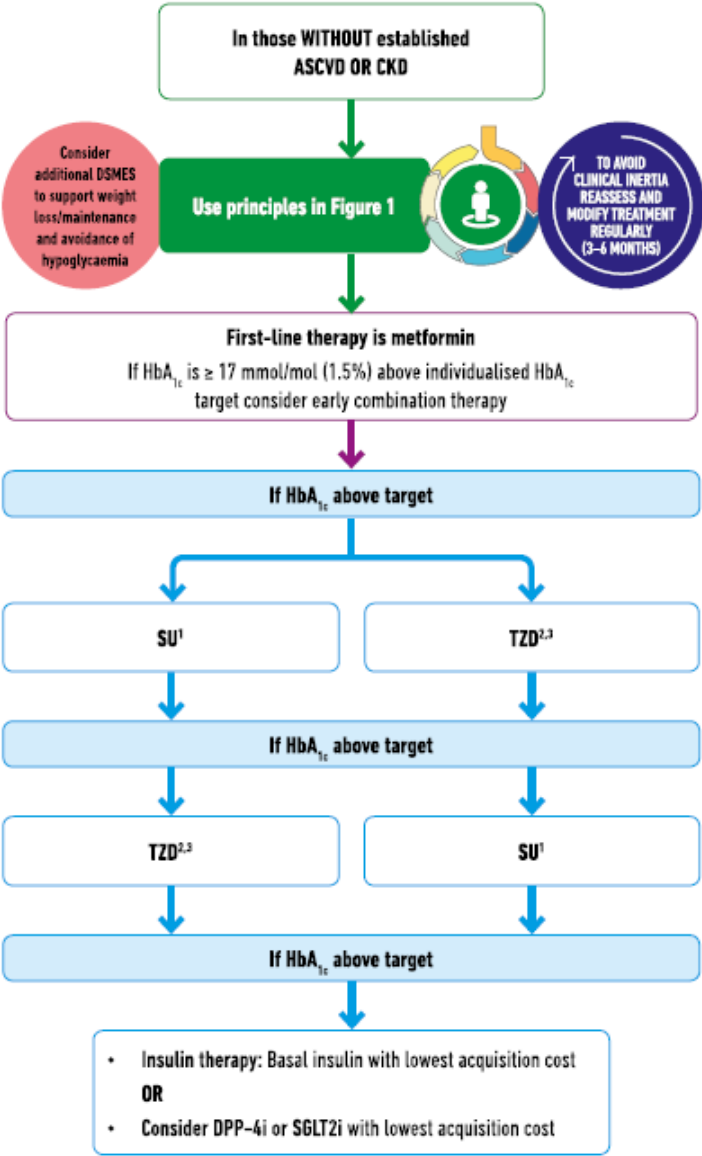 In those WITHOUT established
ASCVD OR CKD
Consider
additional DSMES
to support weight
loss/maintenance
and avoidance of
hypoglycaemia
Use principles in Figure 1
TO AVOID
CLINICAL INERTIA
REASSESS AND
MODIFY TREATMENT
REGULARLY
(3–6 MONTHS)
First-line therapy is metformin
If HbA1c is ≥ 17 mmol/mol (1.5%) above individualised HbA1c
target consider early combination therapy
If HbA1c above target
SU¹
TZD²,³
If HbA1c above target
TZD²,³
SU¹
If HbA1c above target
• Insulin therapy: Basal insulin with lowest acquisition cost
OR
• Consider DPP-4i or SGLT2i with lowest acquisition cost